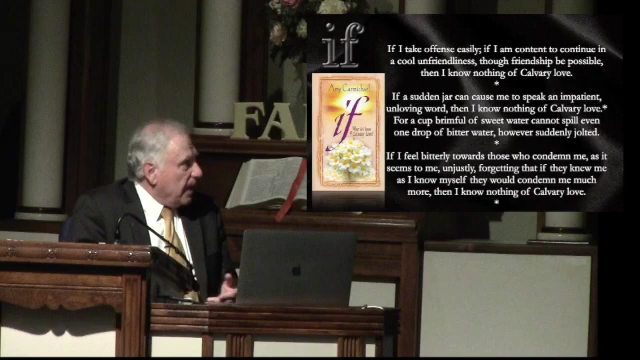 if
If I take offense easily; if I am content to continue in
a cool unfriendliness, though friendship be possible,
then I know nothing of Calvary love.
*
If a sudden jar can cause me to speak an impatient,
unloving word, then I know nothing of Calvary love.*
For a cup brimful of sweet water cannot spill even
one drop of bitter water, however suddenly jolted.
*
If I feel bitterly towards those who condemn me, as it
seems to me, unjustly, forgetting that if they knew me
as I know myself they would condemn me much
more, then I know nothing of Calvary love.
*
Amy Carmichael
if
FA